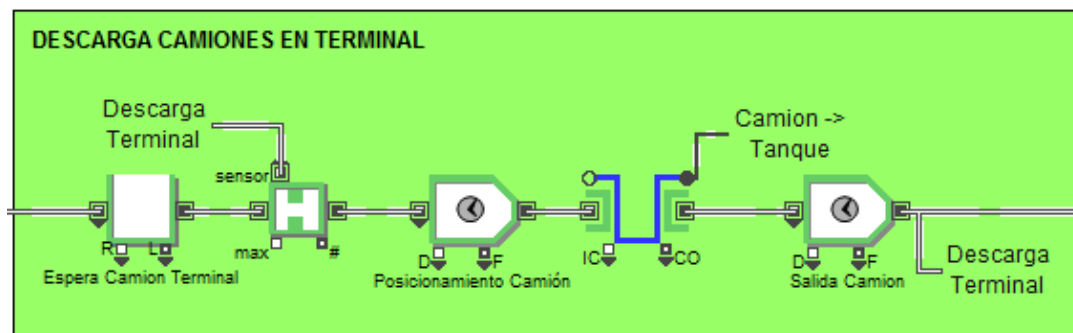 DESCARGA CAMIONES EN TERMINAL
Descarga
Terminal
Camion ->
Tanque
sensor
R L
Espera Camion Terminal
max #
D F
Posicionamiento Camión
IC CO
D F
Salida Camion
Descarga
Terminal